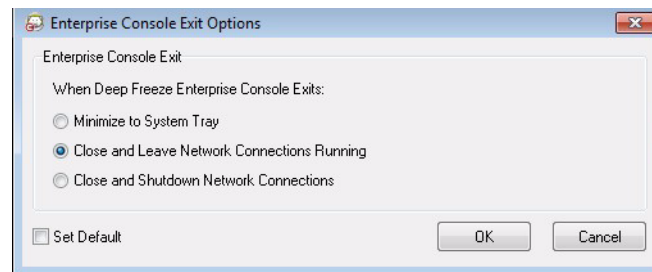 Enterprise Console Exit Options
Enterprise Console Exit
When Deep Freeze Enterprise Console Exits:
Minimize to System Tray
Close and Leave Network Connections Running
Close and Shutdown Network Connections
Set Default
OK
Cancel